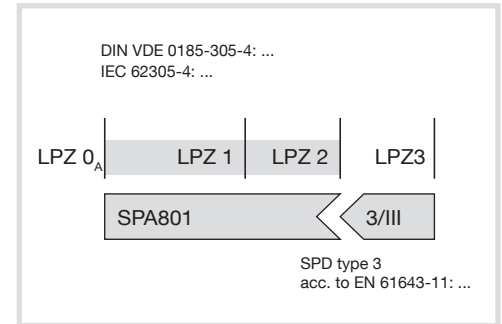 DIN VDE 0185-305-4: ...
IEC 62305-4: ...
LPZ 0A LPZ 1 LPZ 2 LPZ3
SPA801 3/III
SPD type 3
acc. to EN 61643-11: ...